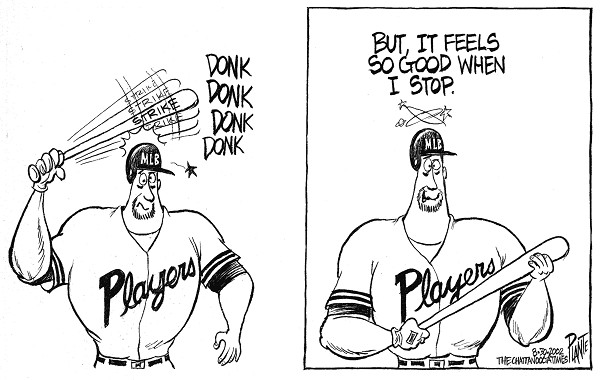 DONK
DONK
DONK
DONK
STRIKE
STRIKE
STRIKE
STRIKE
MLB
Players
BUT, IT FEELS
SO GOOD WHEN
I STOP.
MLB
Players
8-30-2002
THE CHATTANOOGA TIMES
PLANTE